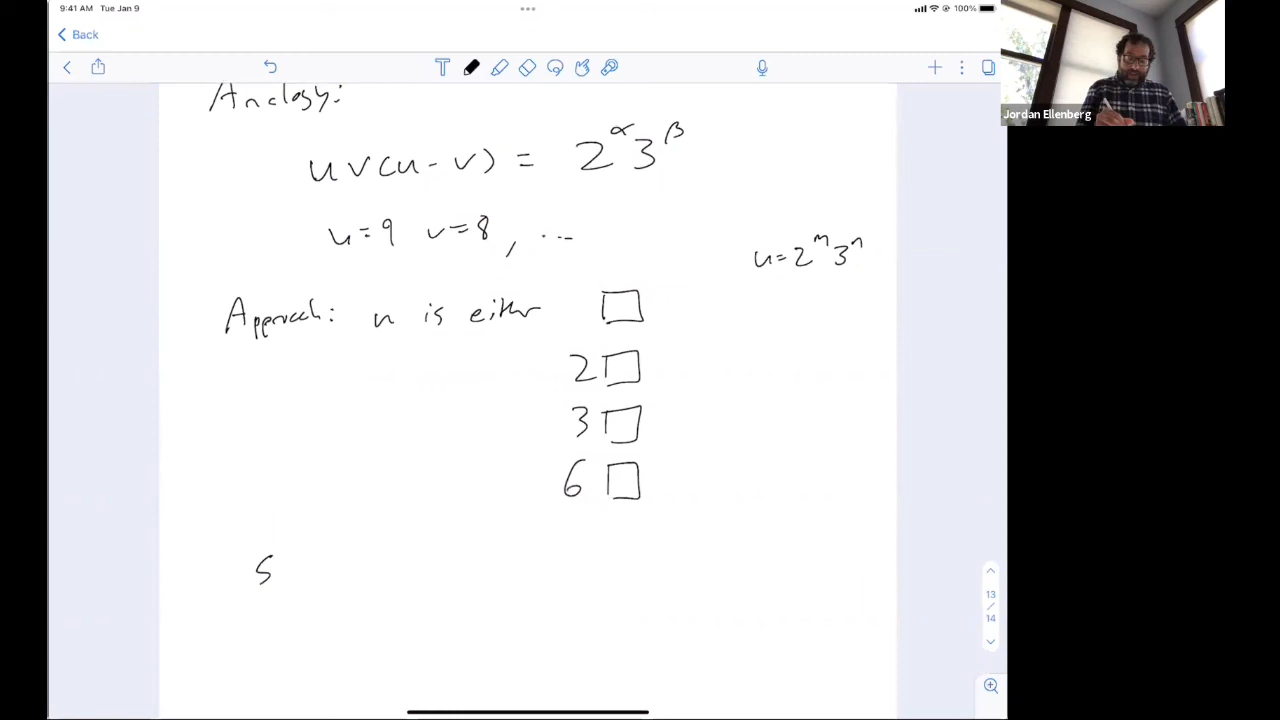 9:41 AM Tue Jan 9
100%
Back
Jordan Ellenberg
Analogy:
uv(u-v) = 2^α 3^β
u=9 v=8, ...
u=2^m 3^n
Approach: u is either □
2□
3□
6□
S
13
/
14